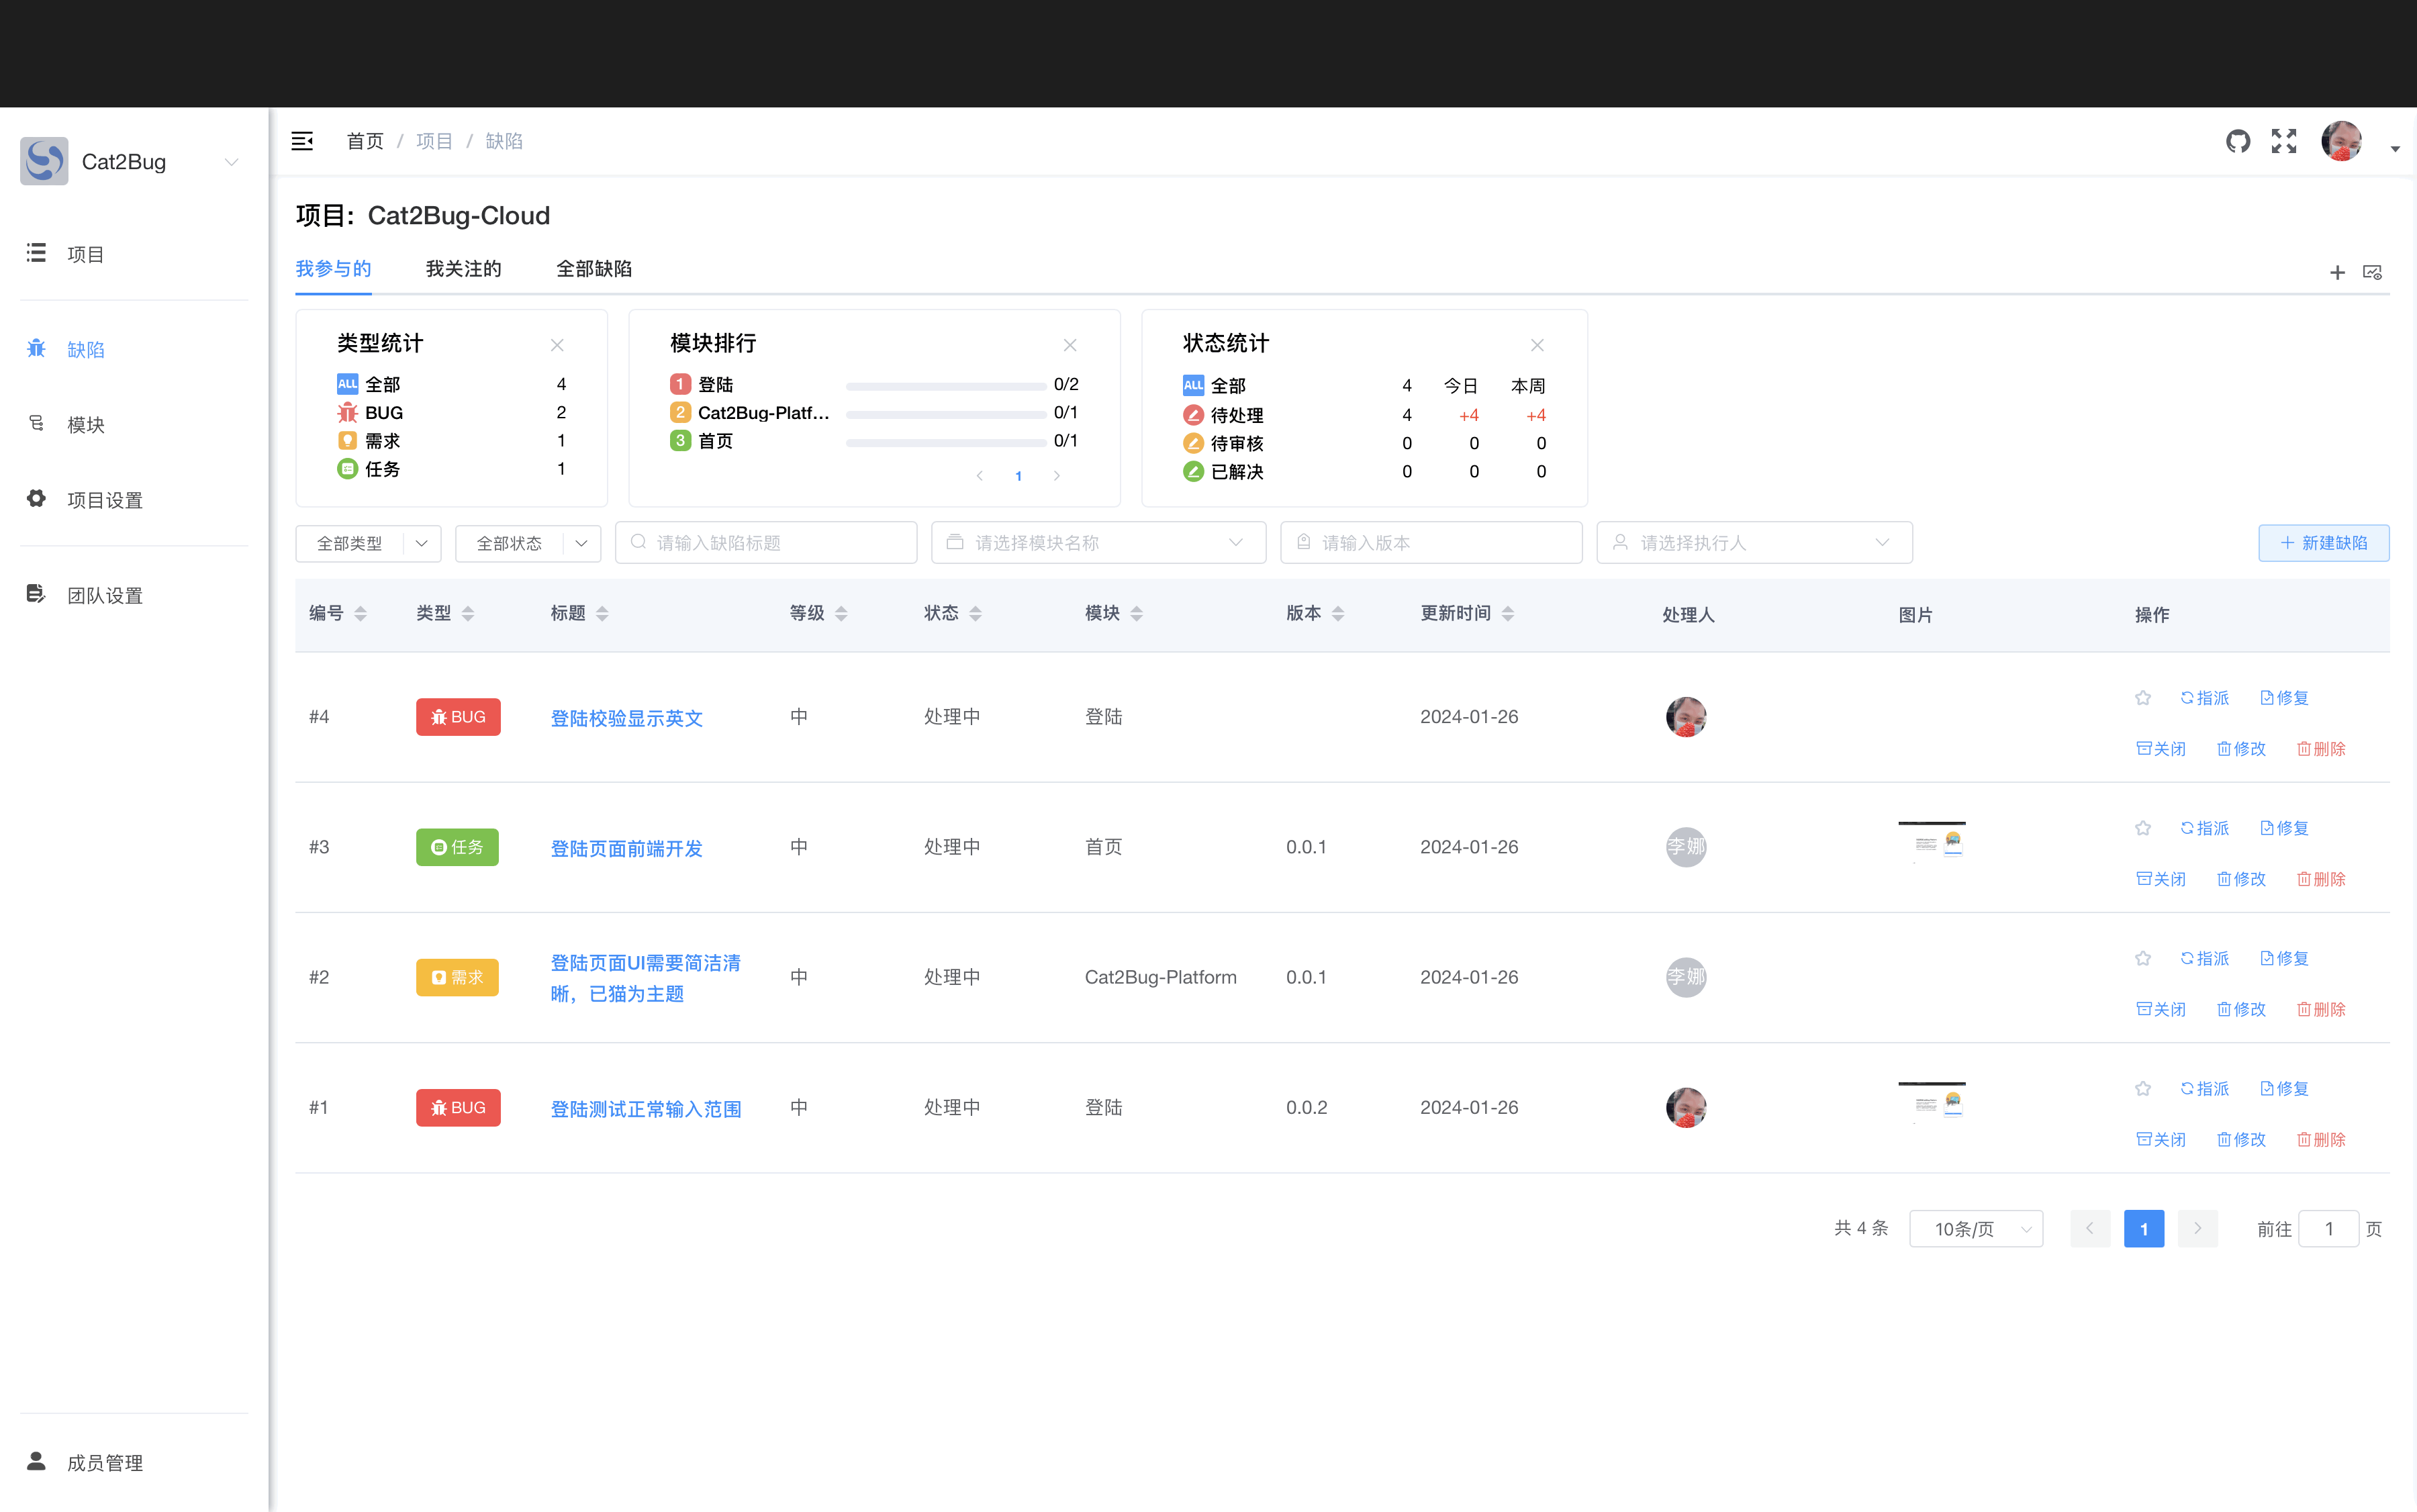 Cat2Bug
项目
缺陷
模块
项目设置
团队设置
成员管理
首页 / 项目 / 缺陷
项目: Cat2Bug-Cloud
我参与的 我关注的 全部缺陷
类型统计
ALL 全部 4
BUG 2
需求 1
任务 1
模块排行
1 登陆 0/2
2 Cat2Bug-Platf... 0/1
3 首页 0/1
1
状态统计
ALL 全部 4 今日 本周
待处理 4 +4 +4
待审核 0 0 0
已解决 0 0 0
全部类型 全部状态 请输入缺陷标题 请选择模块名称 请输入版本 请选择执行人 新建缺陷
编号 类型 标题 等级 状态 模块 版本 更新时间 处理人 图片 操作
#4 BUG 登陆校验显示英文 中 处理中 登陆 2024-01-26 指派 修复
关闭 修改 删除
#3 任务 登陆页面前端开发 中 处理中 首页 0.0.1 2024-01-26 李娜 指派 修复
关闭 修改 删除
#2 需求 登陆页面UI需要简洁清 中 处理中 Cat2Bug-Platform 0.0.1 2024-01-26 李娜 指派 修复
晰，已猫为主题 关闭 修改 删除
#1 BUG 登陆测试正常输入范围 中 处理中 登陆 0.0.2 2024-01-26 指派 修复
关闭 修改 删除
共 4 条 10条/页 1 前往 1 页